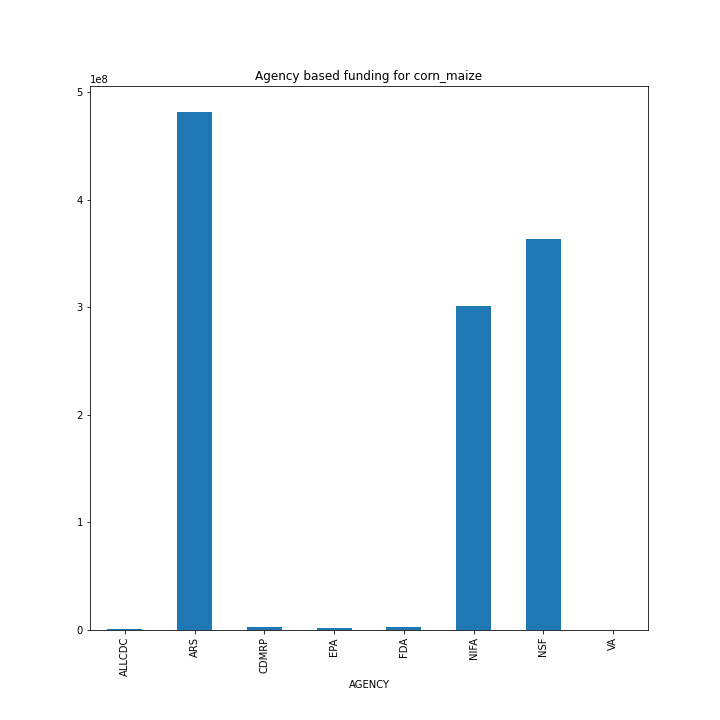 Agency based funding for corn_maize
1e8
5
4
3
2
1
0
ALLCDC
ARS
CDMRP
EPA
FDA
NIFA
NSF
VA
AGENCY